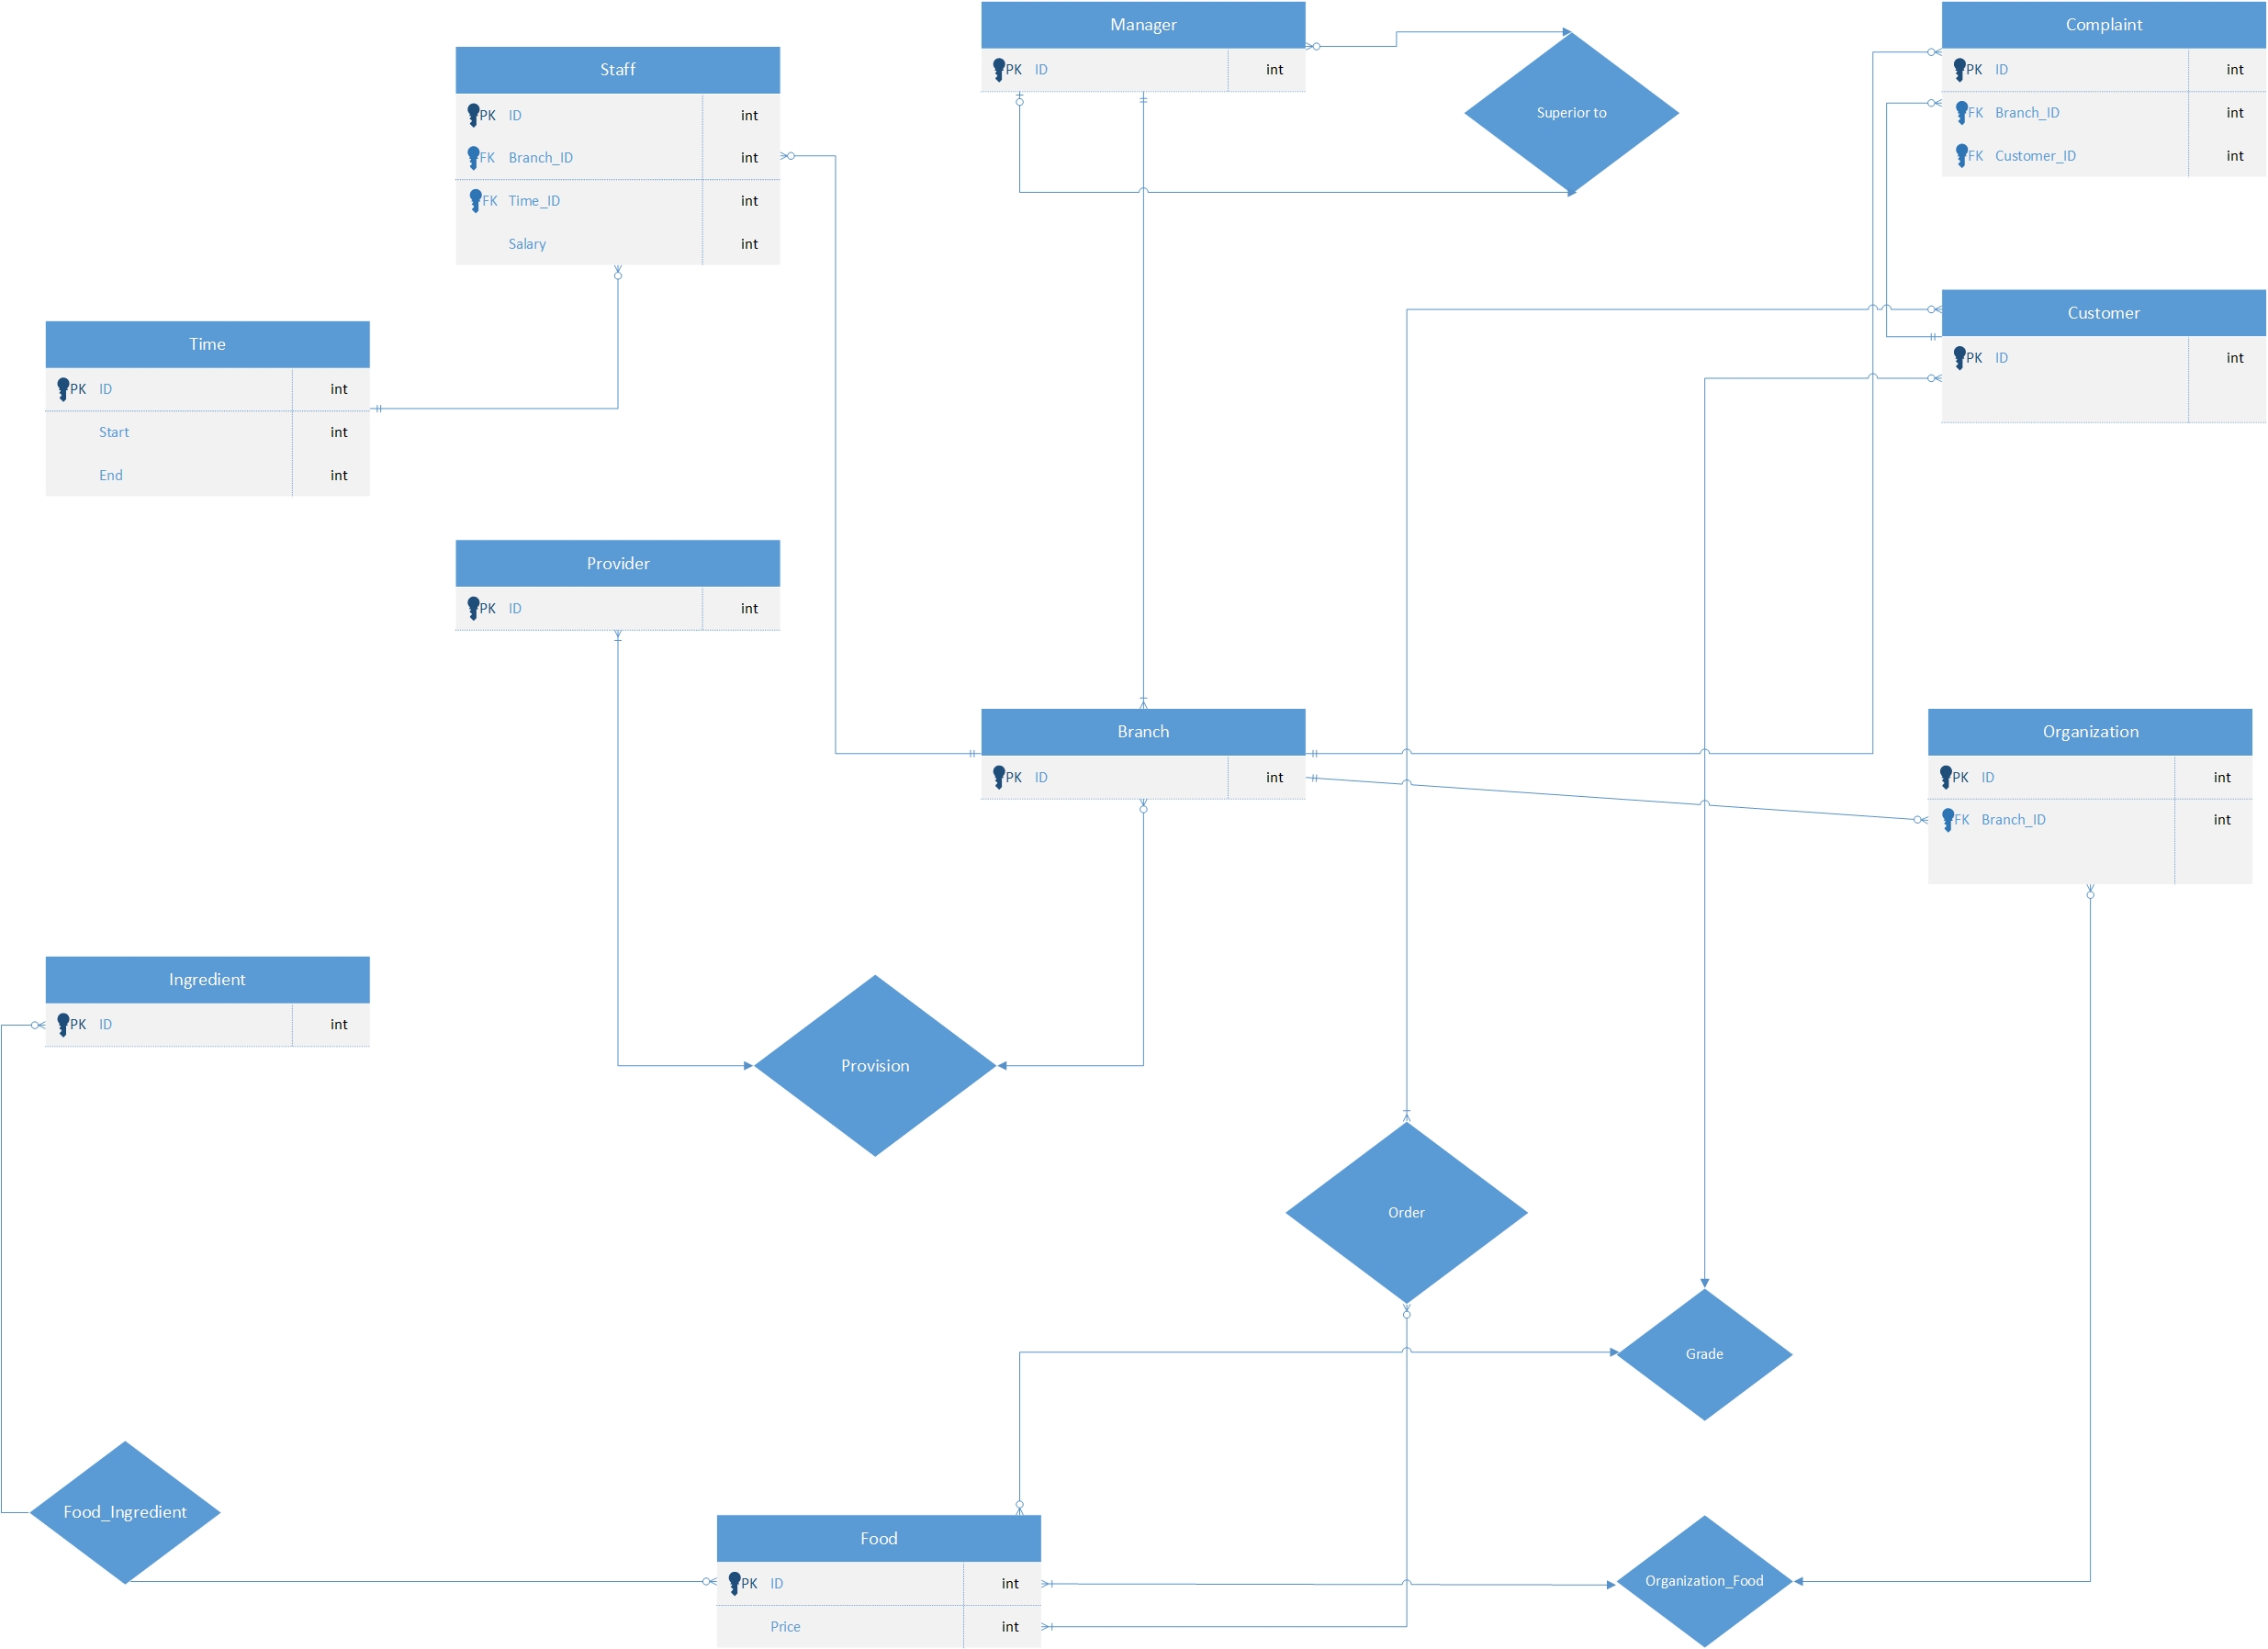 Manager
PK ID int
Superior to
Complaint
PK ID int
FK Branch_ID int
FK Customer_ID int
Staff
PK ID int
FK Branch_ID int
FK Time_ID int
Salary int
Customer
PK ID int
Time
PK ID int
Start int
End int
Provider
PK ID int
Branch
PK ID int
Organization
PK ID int
FK Branch_ID int
Ingredient
PK ID int
Provision
Order
Grade
Food_Ingredient
Food
PK ID int
Price int
Organization_Food